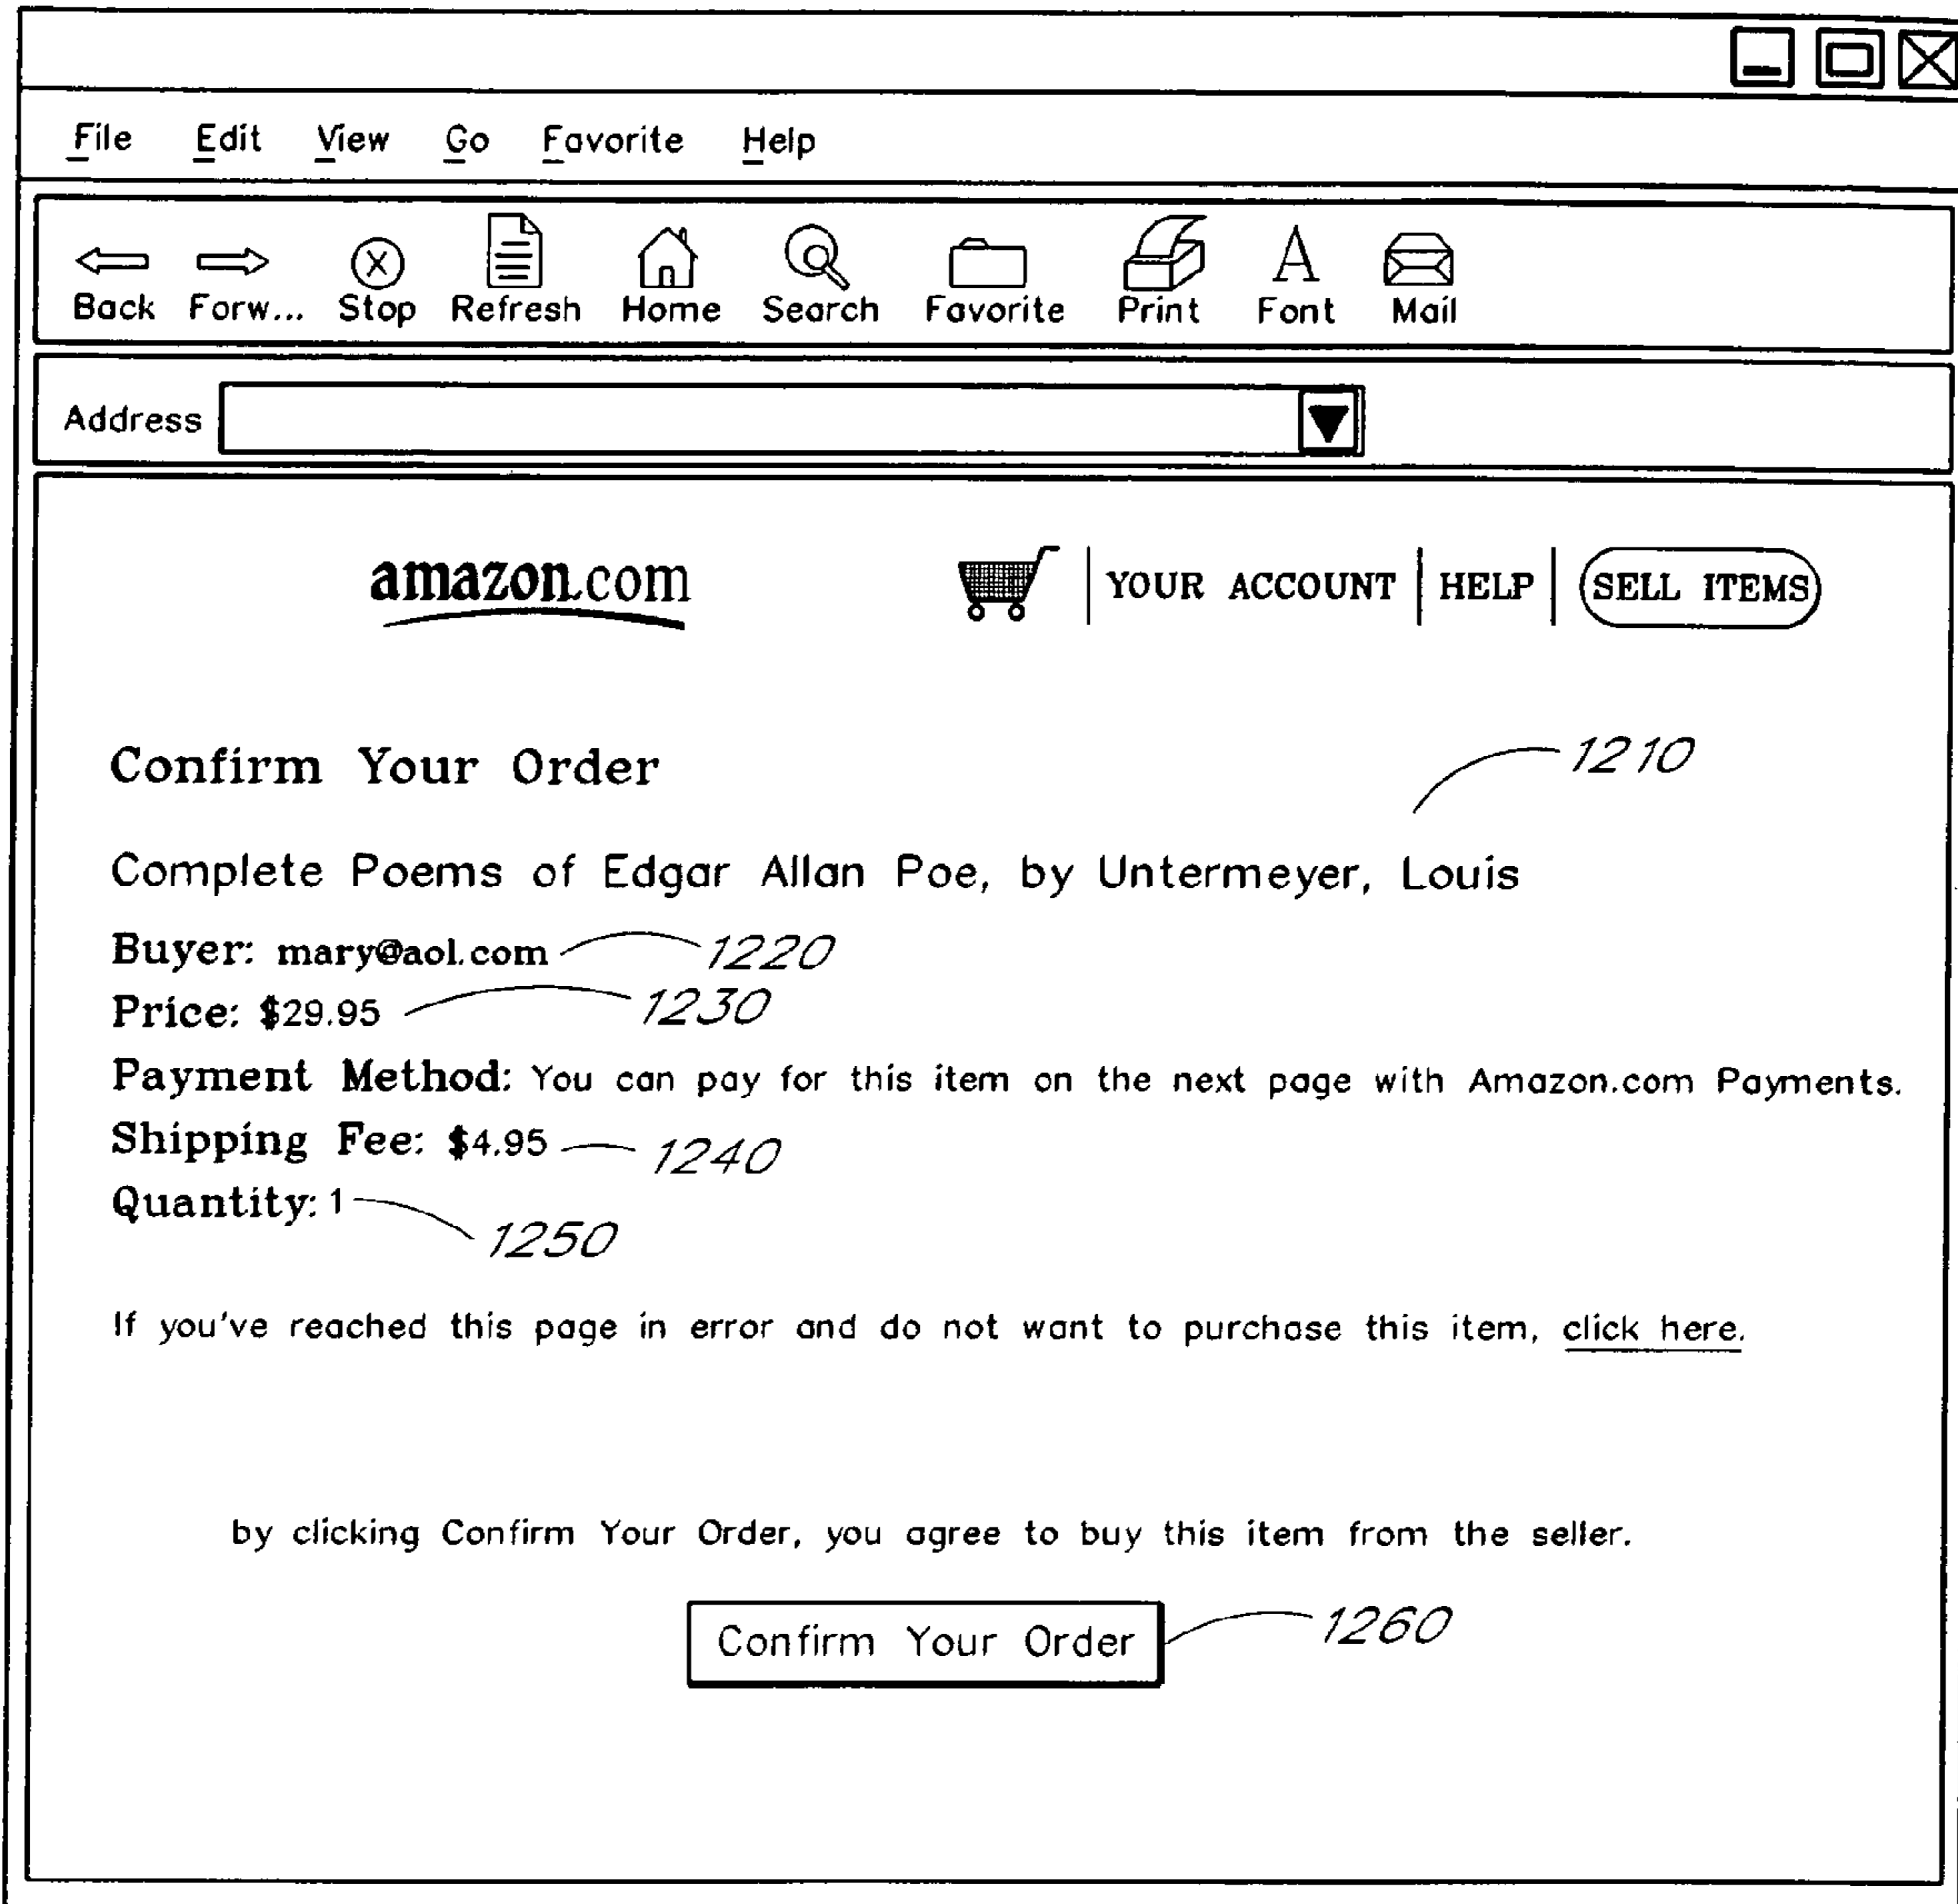 File Edit View Go Favorite Help
Back Forw... Stop Refresh Home Search Favorite Print Font Mail
Address
amazon.com YOUR ACCOUNT HELP SELL ITEMS
Confirm Your Order 1210
Complete Poems of Edgar Allan Poe, by Untermeyer, Louis
Buyer: mary@aol.com 1220
Price: $29.95 1230
Payment Method: You can pay for this item on the next page with Amazon.com Payments.
Shipping Fee: $4.95 1240
Quantity: 1 1250
If you've reached this page in error and do not want to purchase this item, click here.
by clicking Confirm Your Order, you agree to buy this item from the seller.
Confirm Your Order 1260